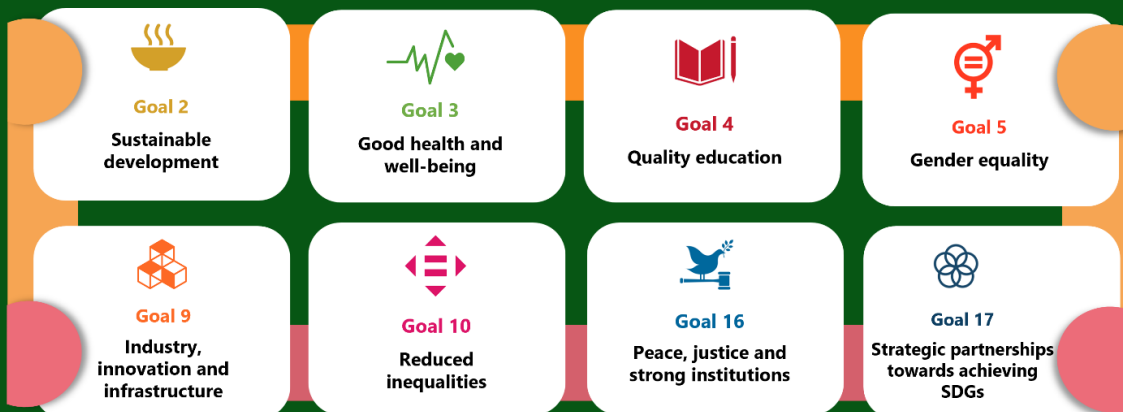 Goal 2
Sustainable
development
Goal 3
Good health and
well-being
Goal 4
Quality education
Goal 5
Gender equality
Goal 9
Industry,
innovation and
infrastructure
Goal 10
Reduced
inequalities
Goal 16
Peace, justice and
strong institutions
Goal 17
Strategic partnerships
towards achieving
SDGs